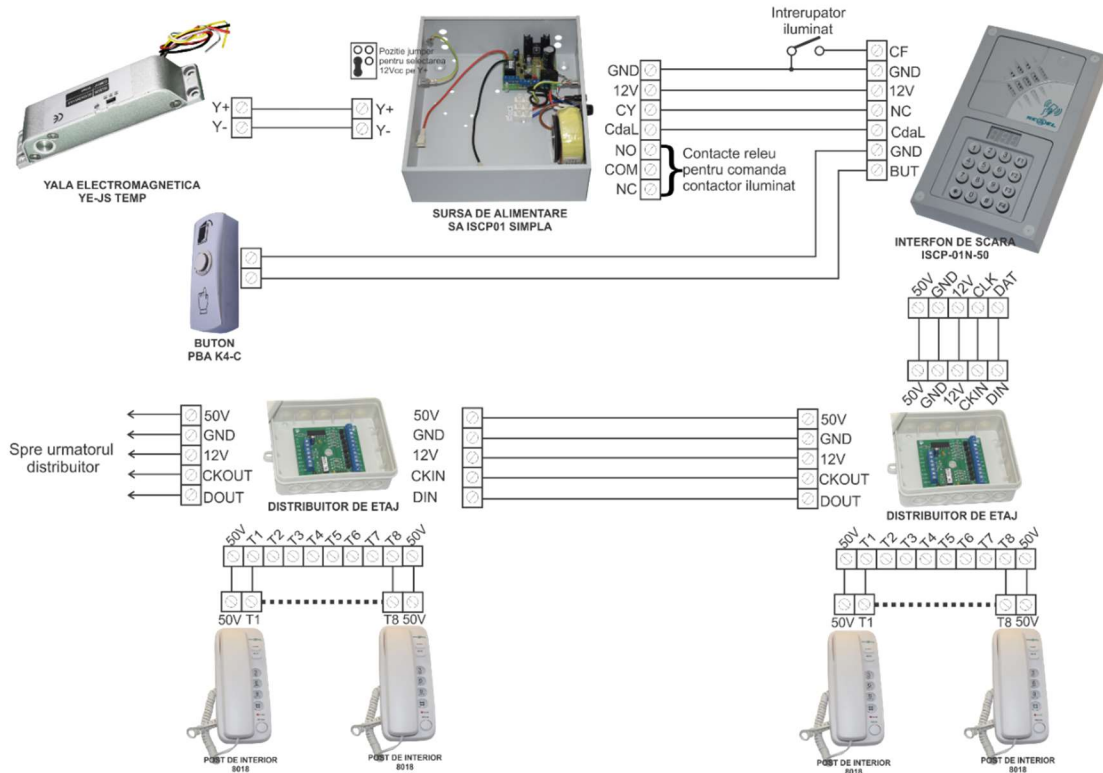 Pozitie jumper
pentru selectarea
12Vcc pe Y+
Intrerupator
iluminat
Y+
Y-
Y+
Y-
GND
12V
CY
CdaL
NO
COM
NC
Contacte releu
pentru comanda
contactor iluminat
CF
GND
12V
NC
CdaL
GND
BUT
YALA ELECTROMAGNETICA
YE-JS TEMP
SURSA DE ALIMENTARE
SA ISCP01 SIMPLA
INTERFON DE SCARA
ISCP-01N-50
BUTON
PBA K4-C
50V
GND
12V
CLK
DAT
50V
GND
12V
CKIN
DIN
Spre urmatorul
distribuitor
50V
GND
12V
CKOUT
DOUT
DISTRIBUITOR DE ETAJ
50V
GND
12V
CKIN
DIN
50V
GND
12V
CKOUT
DOUT
DISTRIBUITOR DE ETAJ
50V T1 T2 T3 T4 T5 T6 T7 T8 50V
50V T1 T8 50V
50V T1 T2 T3 T4 T5 T6 T7 T8 50V
50V T1 T8 50V
POST DE INTERIOR
8018
POST DE INTERIOR
8018
POST DE INTERIOR
8018
POST DE INTERIOR
8018